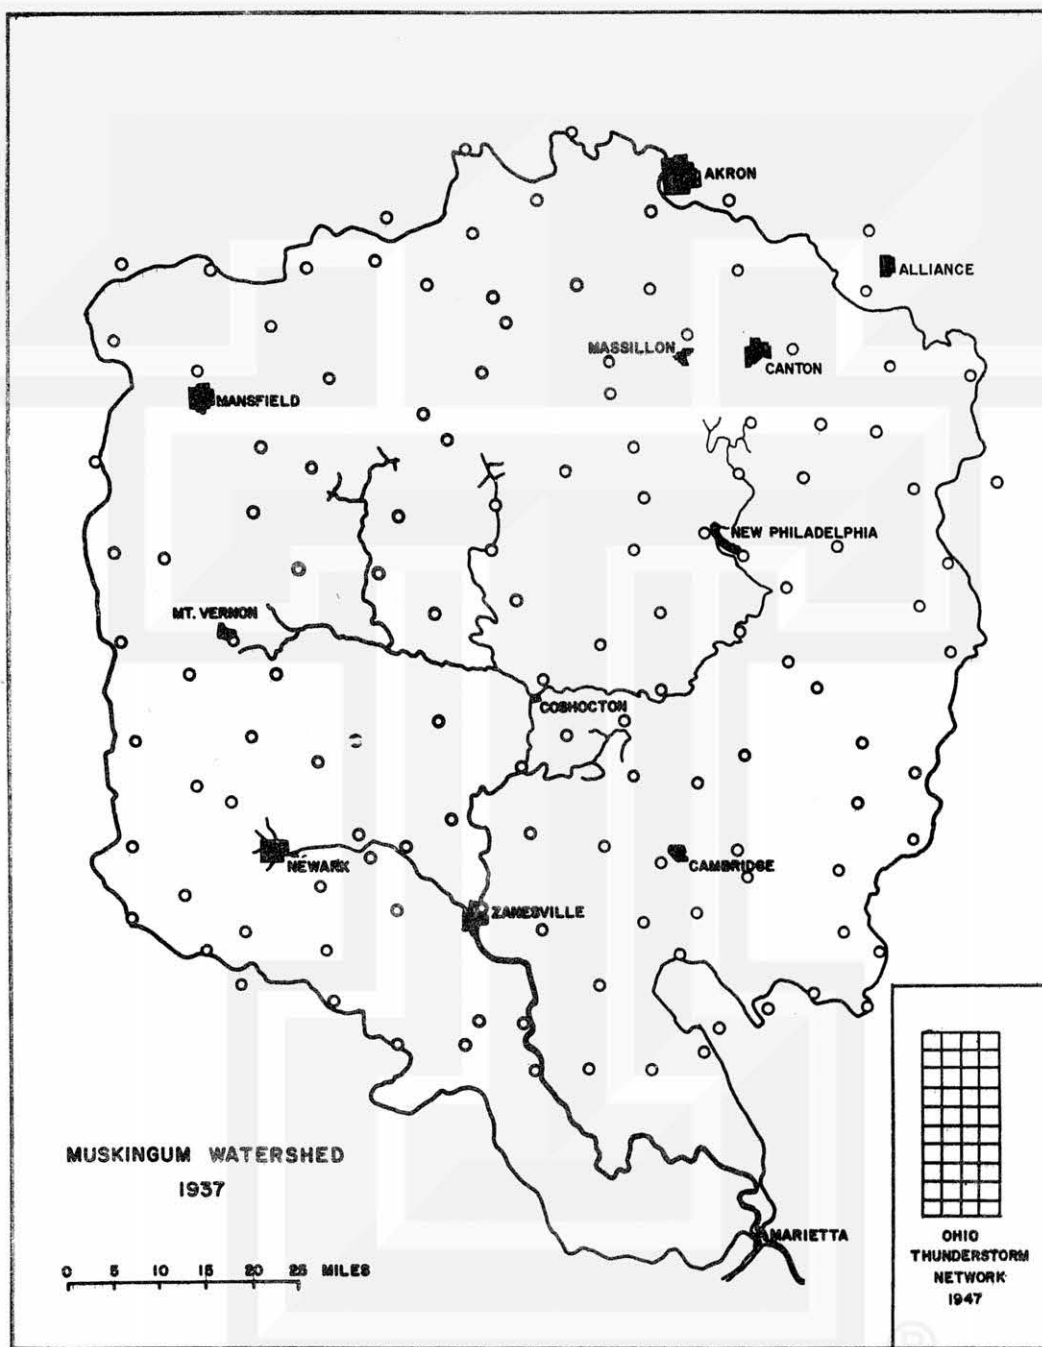 AKRON
ALLIANCE
MASSILLON
CANTON
MANSFIELD
NEW PHILADELPHIA
MT. VERNON
COSHOCTON
NEWARK
CAMBRIDGE
ZANESVILLE
MUSKINGUM WATERSHED
1937
MARIETTA
OHIO
THUNDERSTORM
NETWORK
1947
0 5 10 15 20 25 MILES